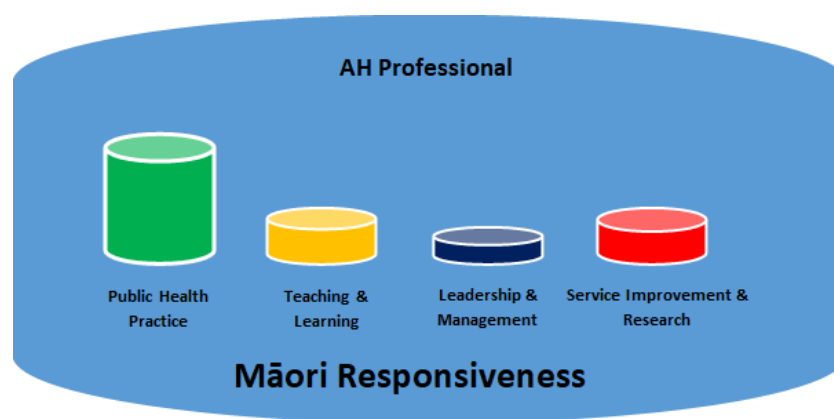 AH Professional
Public Health
Practice
Teaching &
Learning
Leadership &
Management
Service Improvement &
Research
Māori Responsiveness